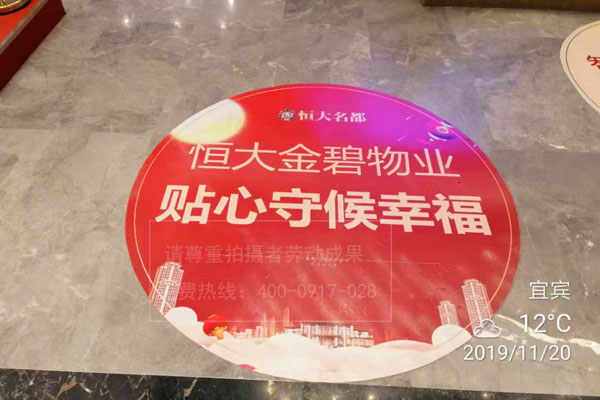 恒大名都
恒大金碧物业
贴心守候幸福
请尊重拍摄者劳动成果
费热线：400-0917-028
宜宾
12°C
2019/11/20